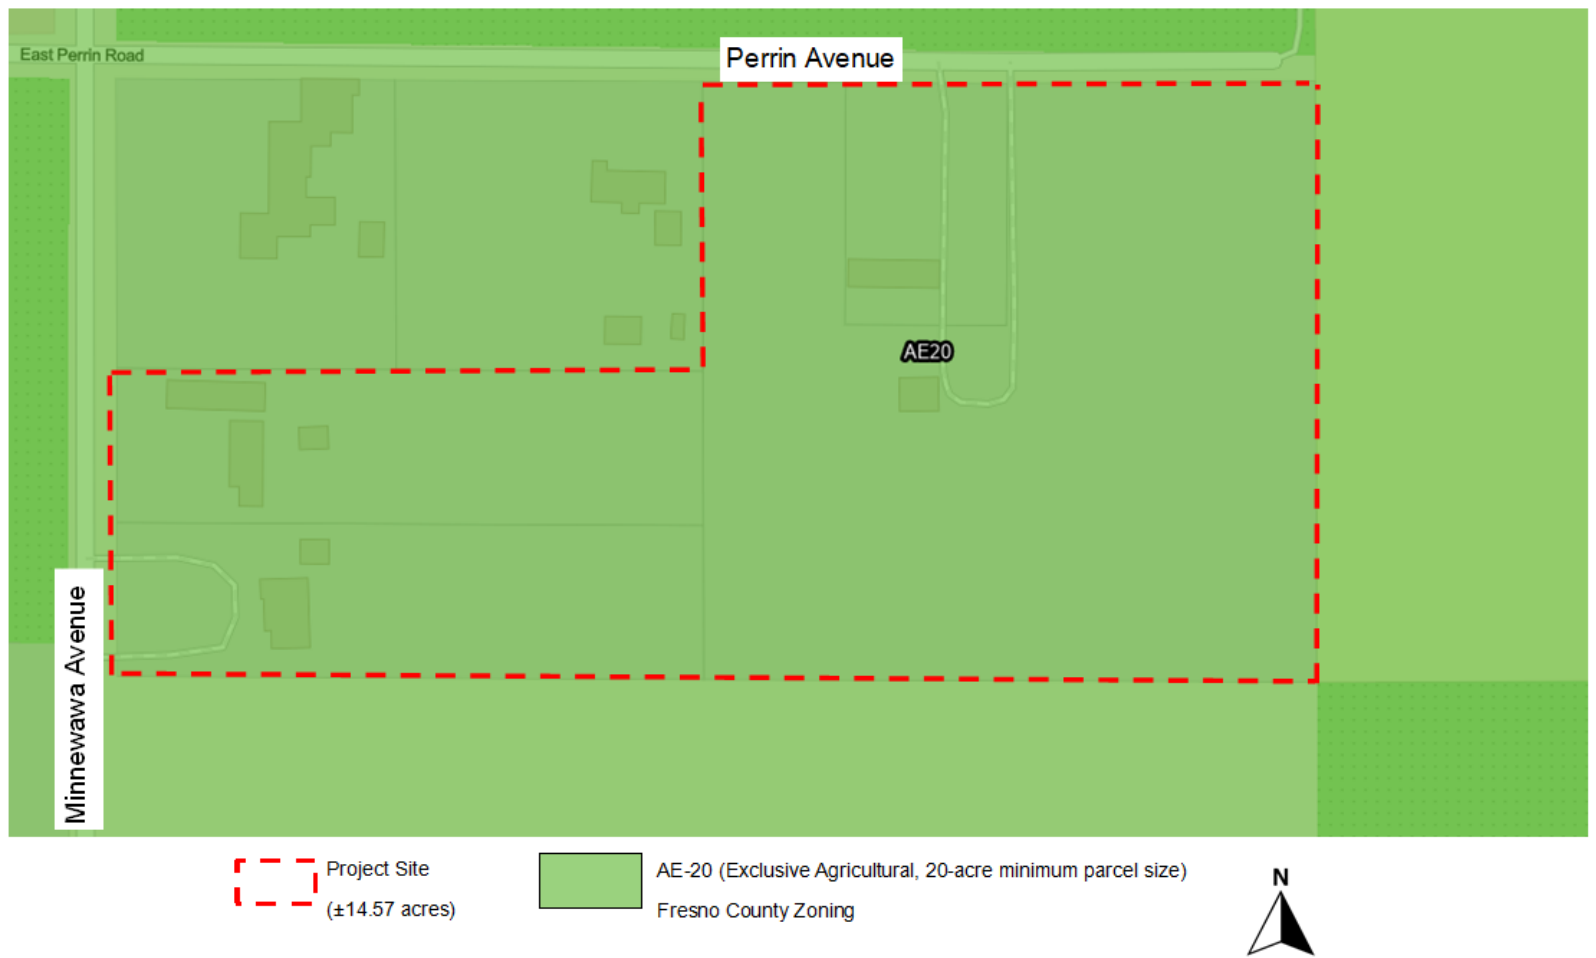 East Perrin Road
Perrin Avenue
AE20
Minnewawa Avenue
Project Site
(±14.57 acres)
AE-20 (Exclusive Agricultural, 20-acre minimum parcel size)
Fresno County Zoning
N